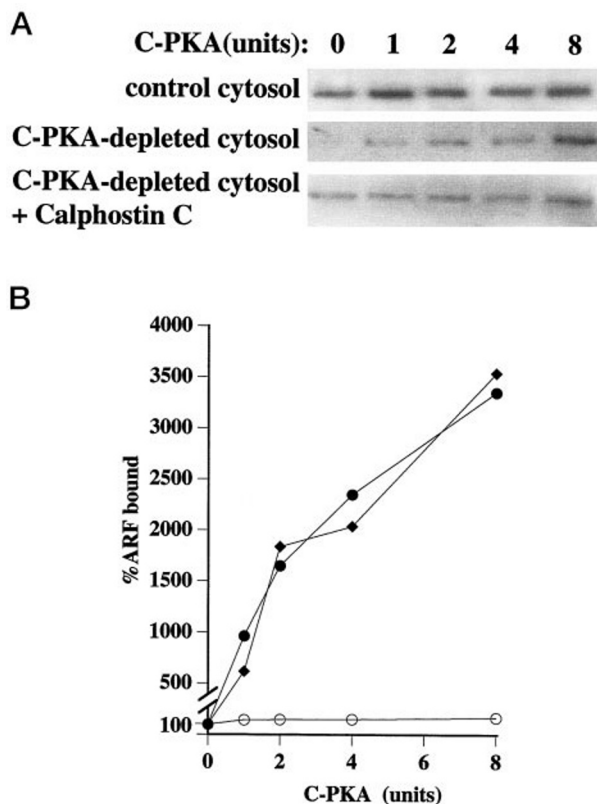 A
C-PKA(units): 0 1 2 4 8
control cytosol
C-PKA-depleted cytosol
C-PKA-depleted cytosol
+ Calphostin C
B
4000
3500
3000
2500
2000
1500
1000
500
100
%ARF bound
0 2 4 6 8
C-PKA (units)